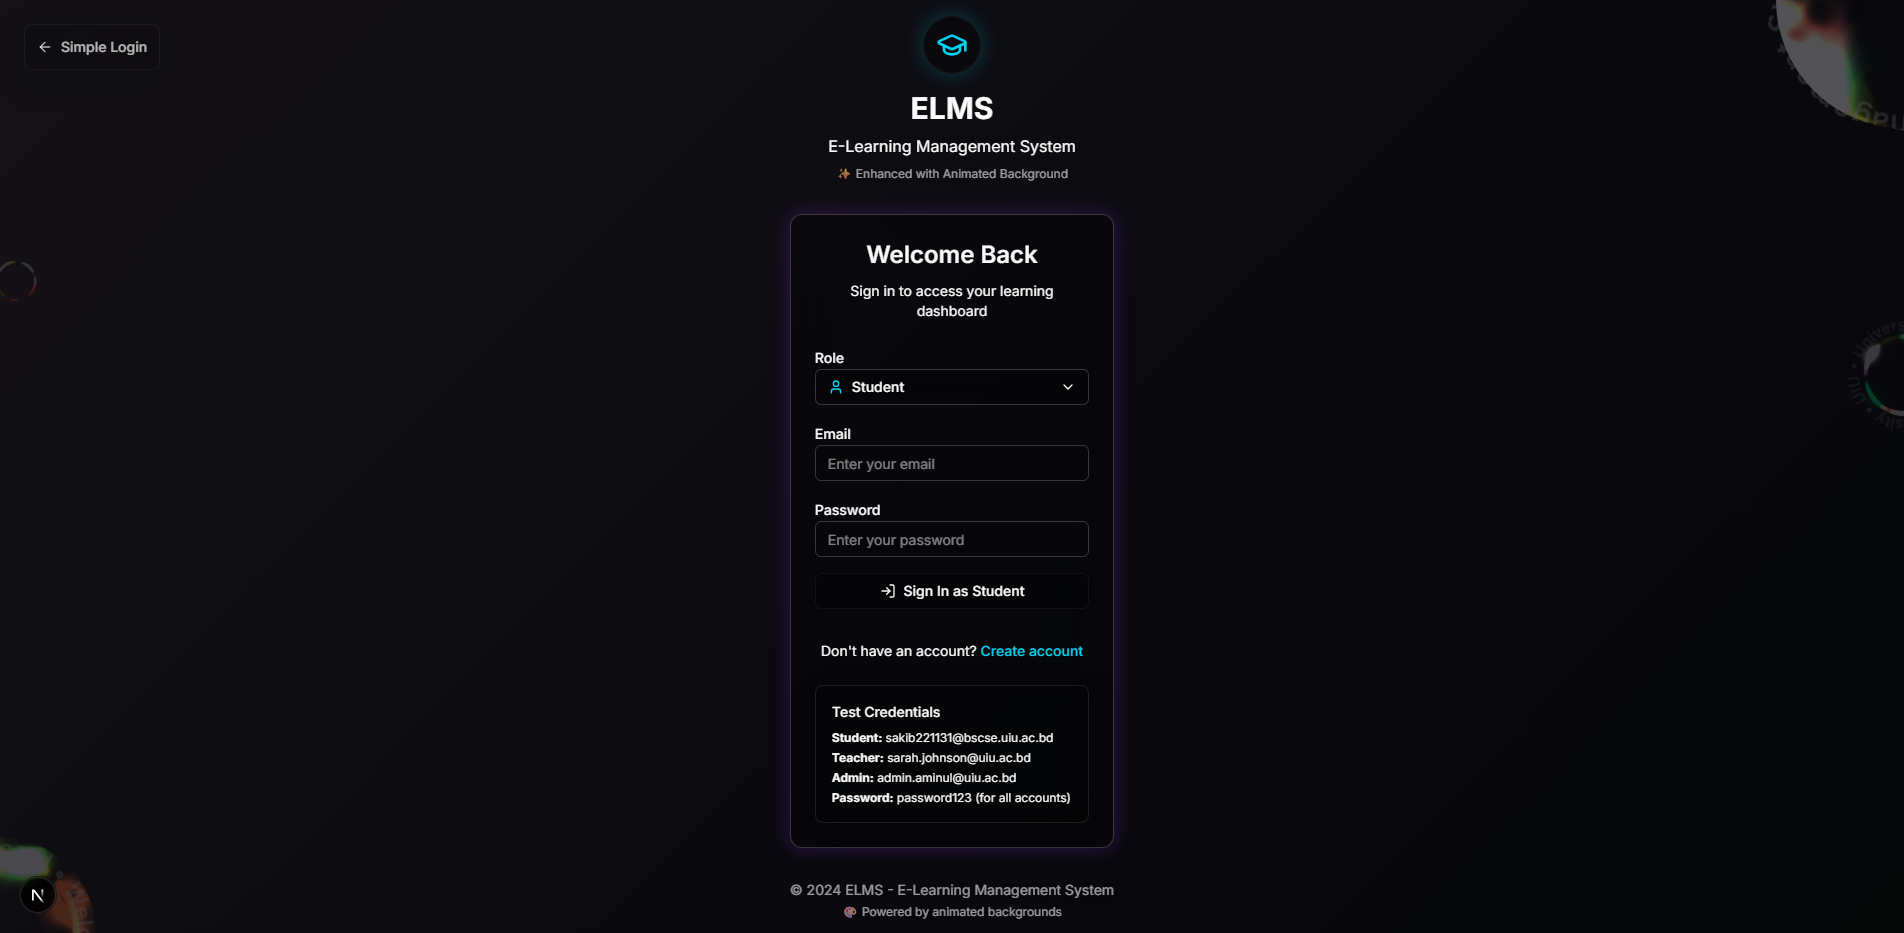 Simple Login
ELMS
E-Learning Management System
✨ Enhanced with Animated Background
Welcome Back
Sign in to access your learning
dashboard
Role
Student
Email
Enter your email
Password
Enter your password
Sign In as Student
Don't have an account? Create account
Test Credentials
Student: sakib221131@bscse.uiu.ac.bd
Teacher: sarah.johnson@uiu.ac.bd
Admin: admin.aminul@uiu.ac.bd
Password: password123 (for all accounts)
© 2024 ELMS - E-Learning Management System
🎨 Powered by animated backgrounds
N
UIU